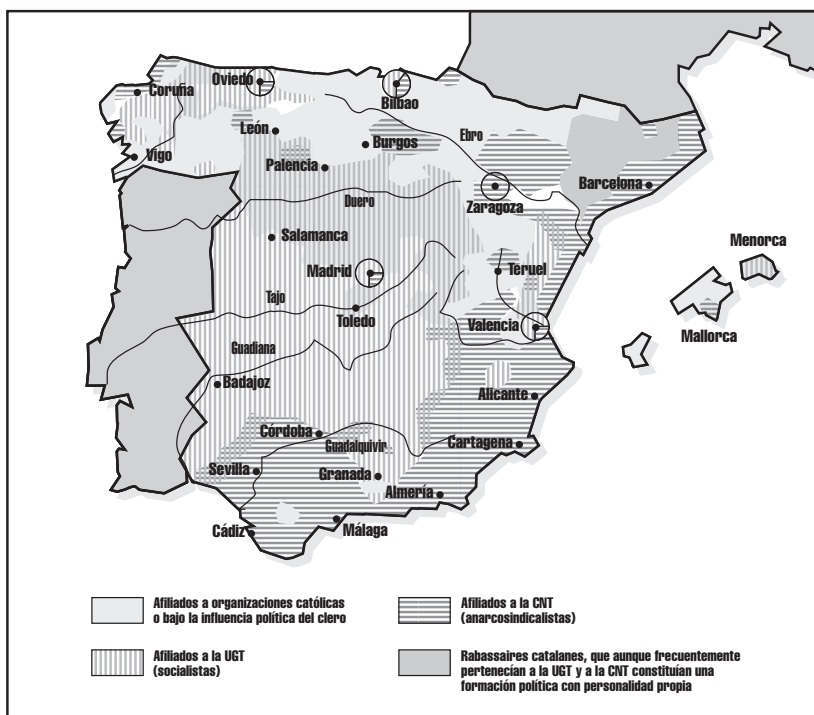 Oviedo
Coruña
Bilbao
León
Burgos
Ebro
Vigo
Palencia
Barcelona
Zaragoza
Duero
Salamanca
Menorca
Madrid
Teruel
Tajo
Toledo
Valencia
Mallorca
Guadiana
Badajoz
Alicante
Córdoba
Guadalquivir
Cartagena
Sevilla
Granada
Almería
Cádiz
Málaga
Afiliados a organizaciones católicas
o bajo la influencia política del clero
Afiliados a la UGT
(socialistas)
Afiliados a la CNT
(anarcosindicalistas)
Rabassaires catalanes, que aunque frecuentemente
pertenecían a la UGT y a la CNT constituían una
formación política con personalidad propia